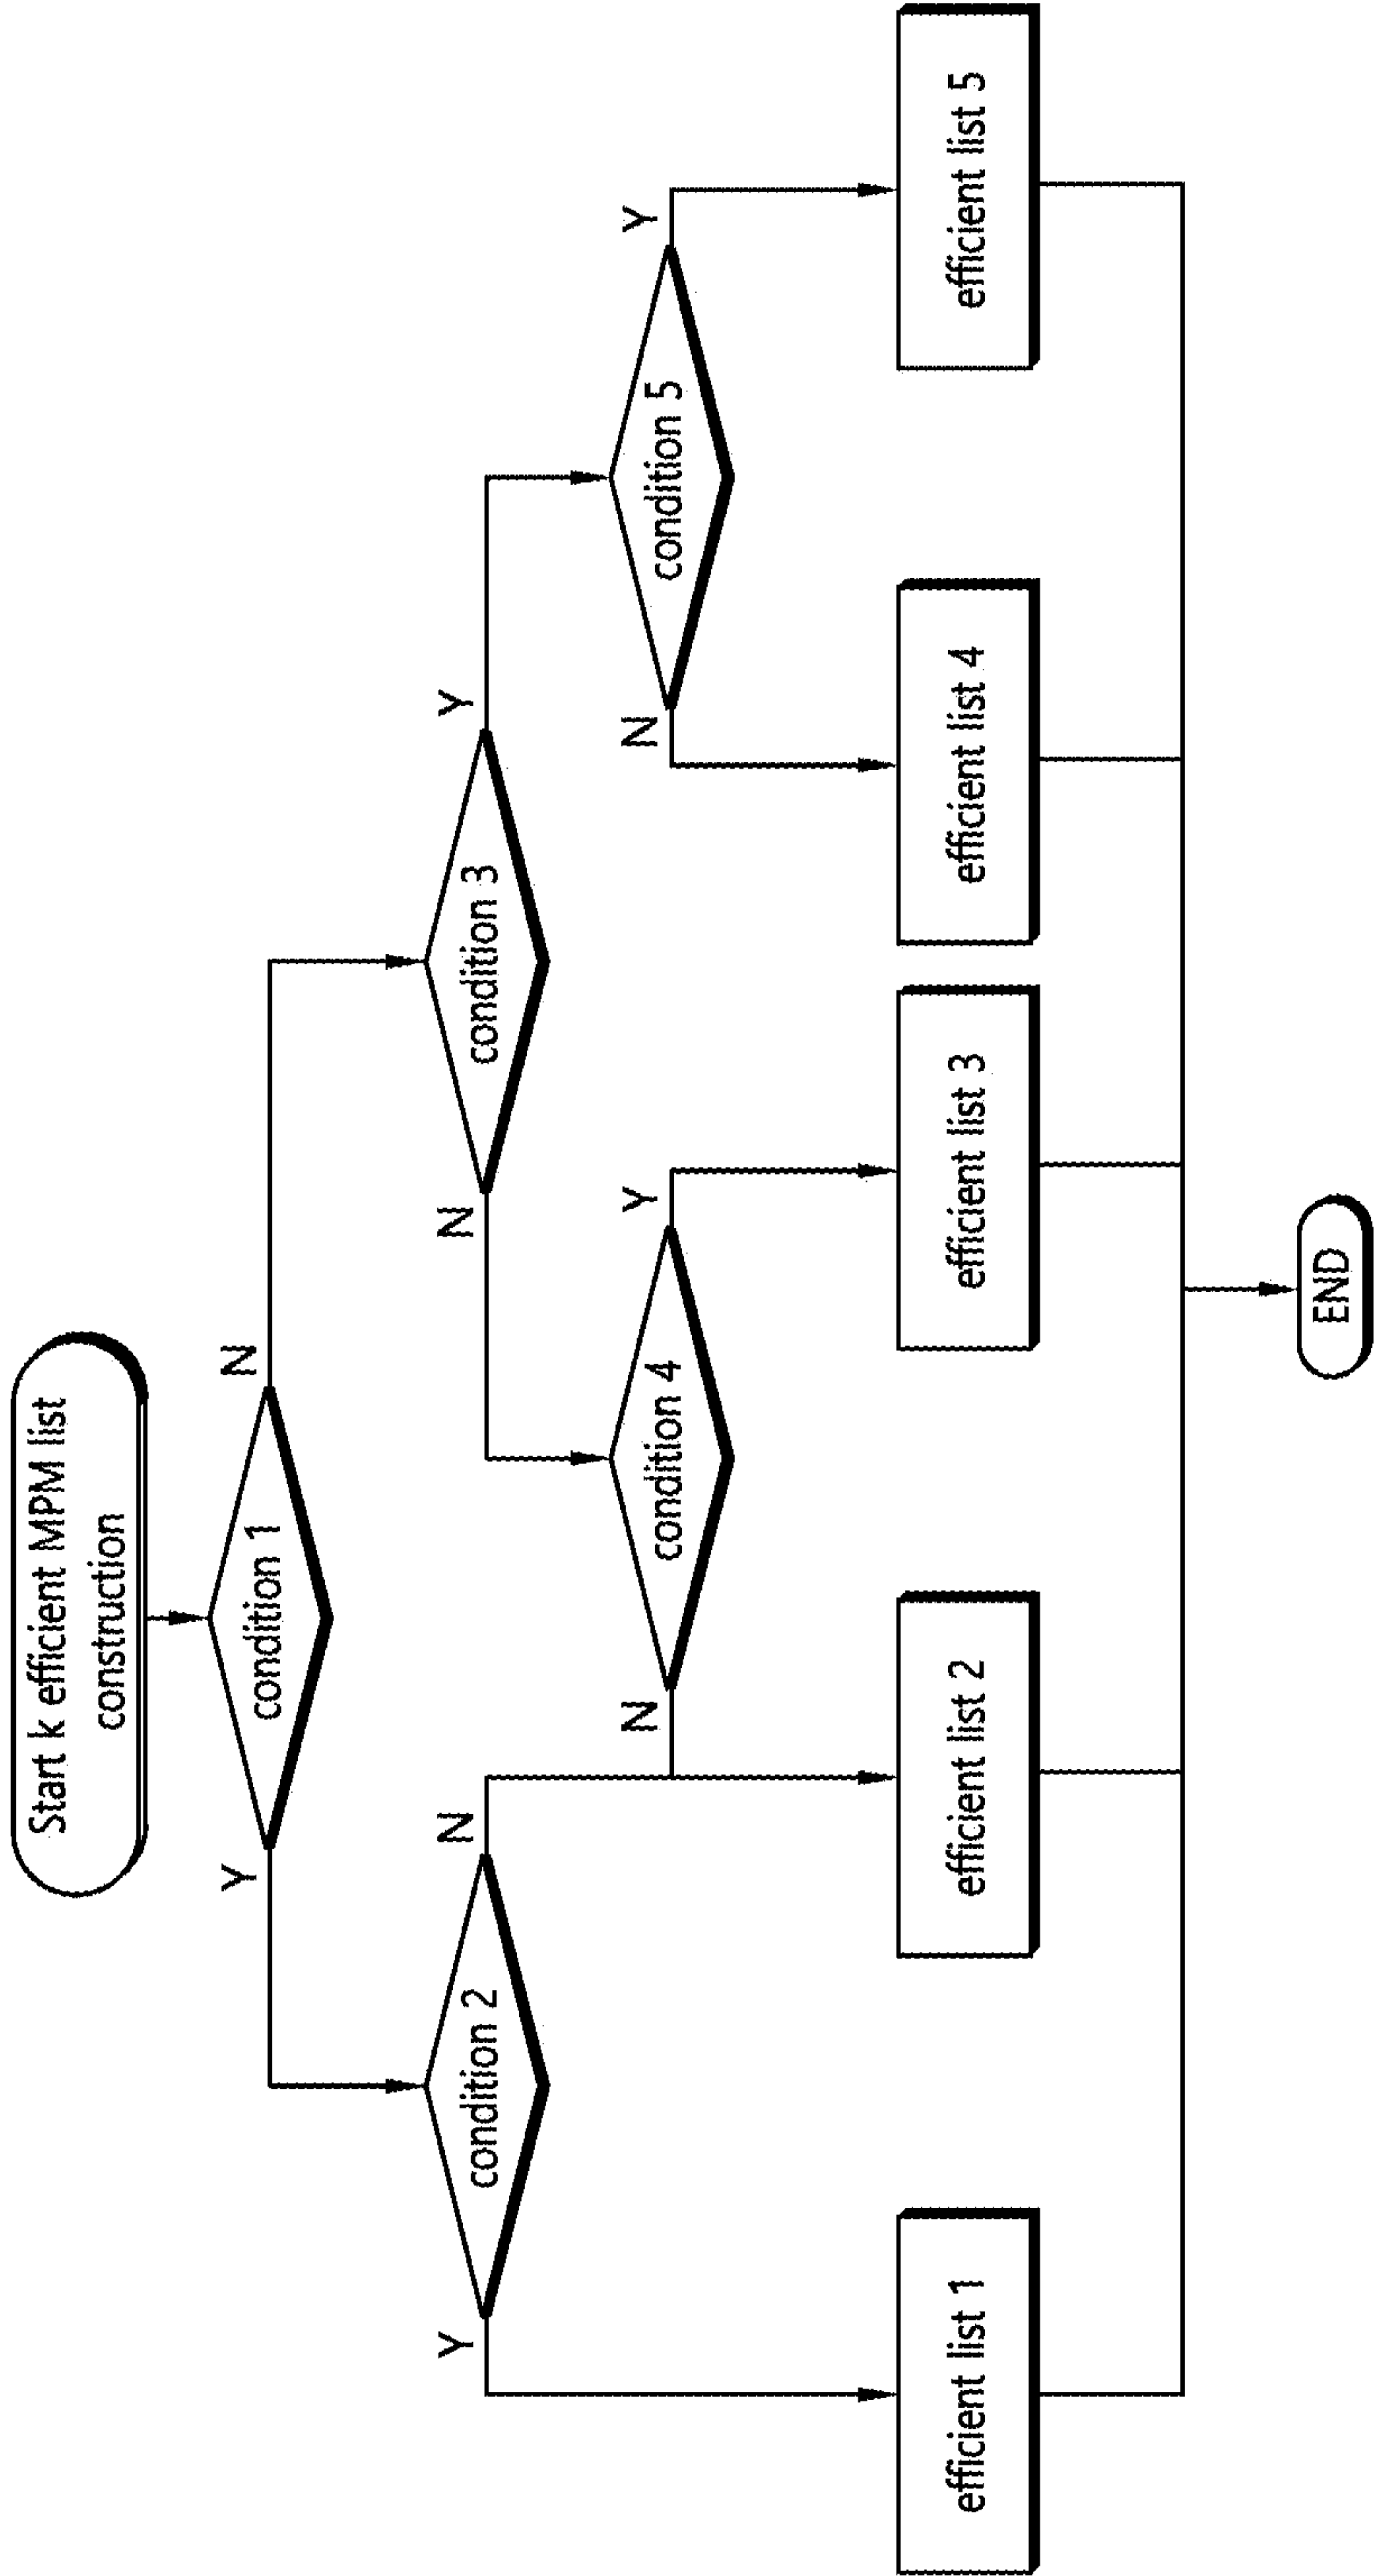 Start k efficient MPM list
construction
condition 1
Y
N
condition 2
Y
N
condition 3
N
Y
condition 4
N
Y
condition 5
N
Y
efficient list 1
efficient list 2
efficient list 3
efficient list 4
efficient list 5
END